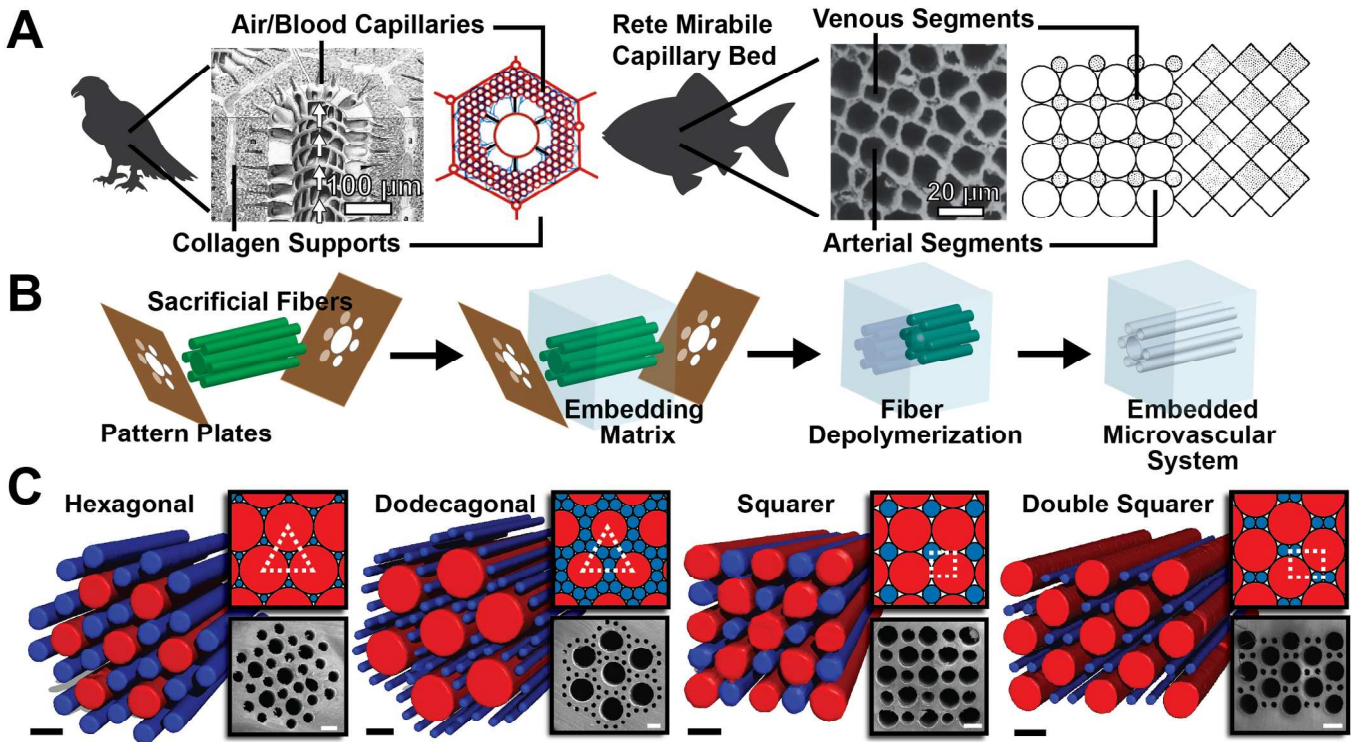 A
Air/Blood Capillaries
Rete Mirabile
Capillary Bed
Venous Segments
100 µm
20 µm
Collagen Supports
Arterial Segments
B
Sacrificial Fibers
Pattern Plates
Embedding
Matrix
Fiber
Depolymerization
Embedded
Microvascular
System
C
Hexagonal
Dodecagonal
Squarer
Double Squarer